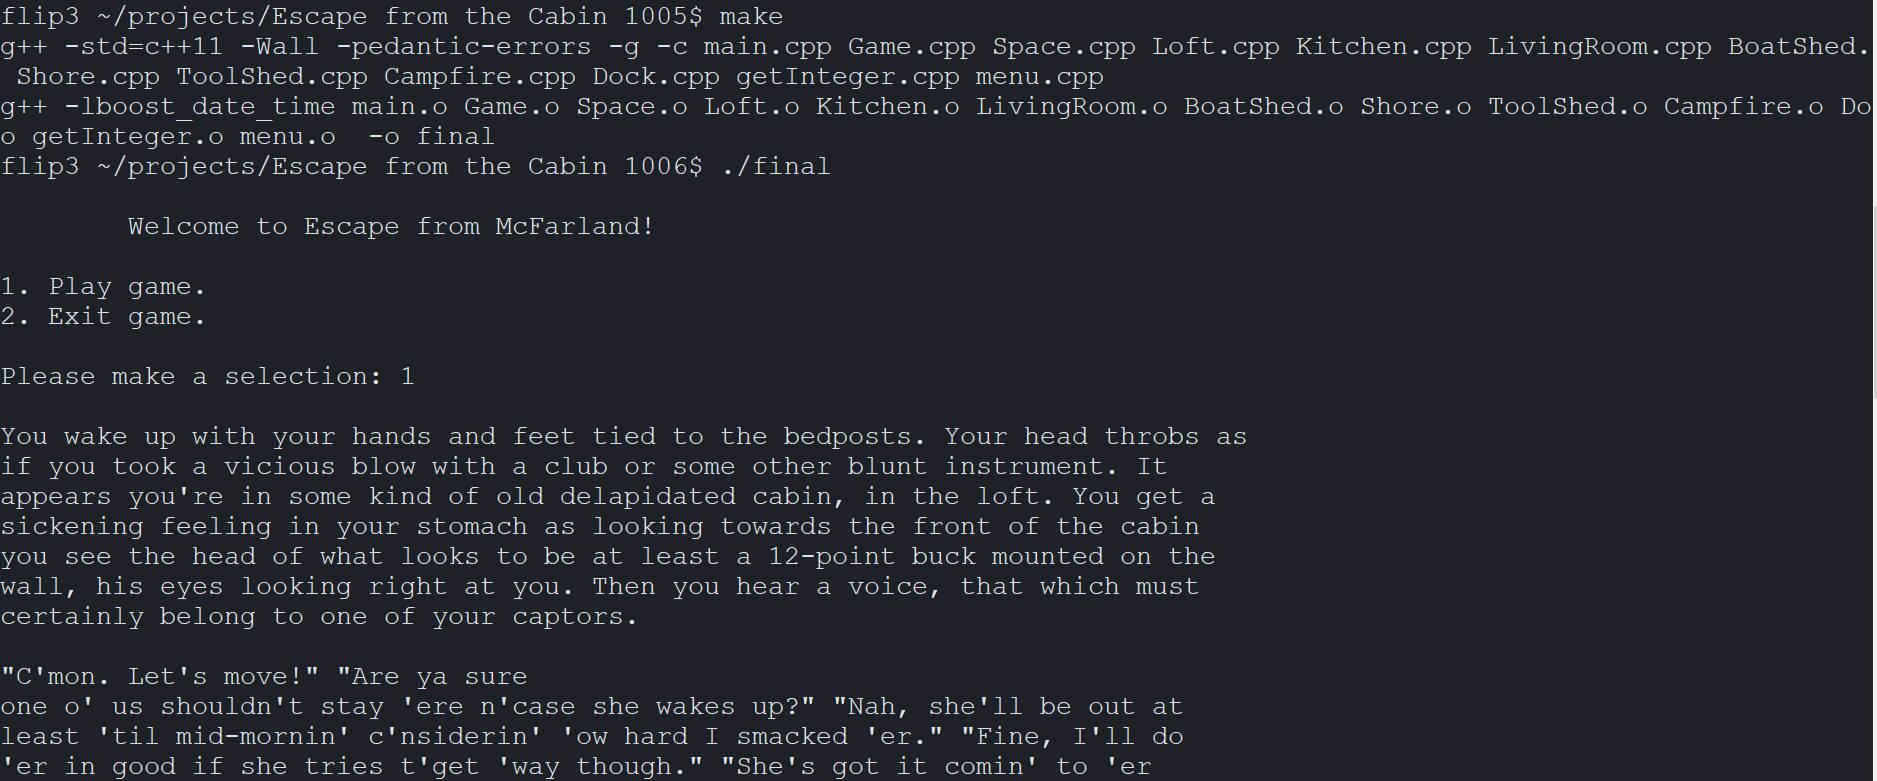 flip3 ~/projects/Escape from the Cabin 1005$ make
g++ -std=c++11 -Wall -pedantic-errors -g -c main.cpp Game.cpp Space.cpp Loft.cpp Kitchen.cpp LivingRoom.cpp BoatShed.
Shore.cpp ToolShed.cpp Campfire.cpp Dock.cpp getInteger.cpp menu.cpp
g++ -lboost_date_time main.o Game.o Space.o Loft.o Kitchen.o LivingRoom.o BoatShed.o Shore.o ToolShed.o Campfire.o Do
o getInteger.o menu.o  -o final
flip3 ~/projects/Escape from the Cabin 1006$ ./final
Welcome to Escape from McFarland!
1. Play game.
2. Exit game.
Please make a selection: 1
You wake up with your hands and feet tied to the bedposts. Your head throbs as
if you took a vicious blow with a club or some other blunt instrument. It
appears you're in some kind of old delapidated cabin, in the loft. You get a
sickening feeling in your stomach as looking towards the front of the cabin
you see the head of what looks to be at least a 12-point buck mounted on the
wall, his eyes looking right at you. Then you hear a voice, that which must
certainly belong to one of your captors.
"C'mon. Let's move!" "Are ya sure
one o' us shouldn't stay 'ere n'case she wakes up?" "Nah, she'll be out at
least 'til mid-mornin' c'nsiderin' 'ow hard I smacked 'er." "Fine, I'll do
'er in good if she tries t'get 'way though." "She's got it comin' to 'er